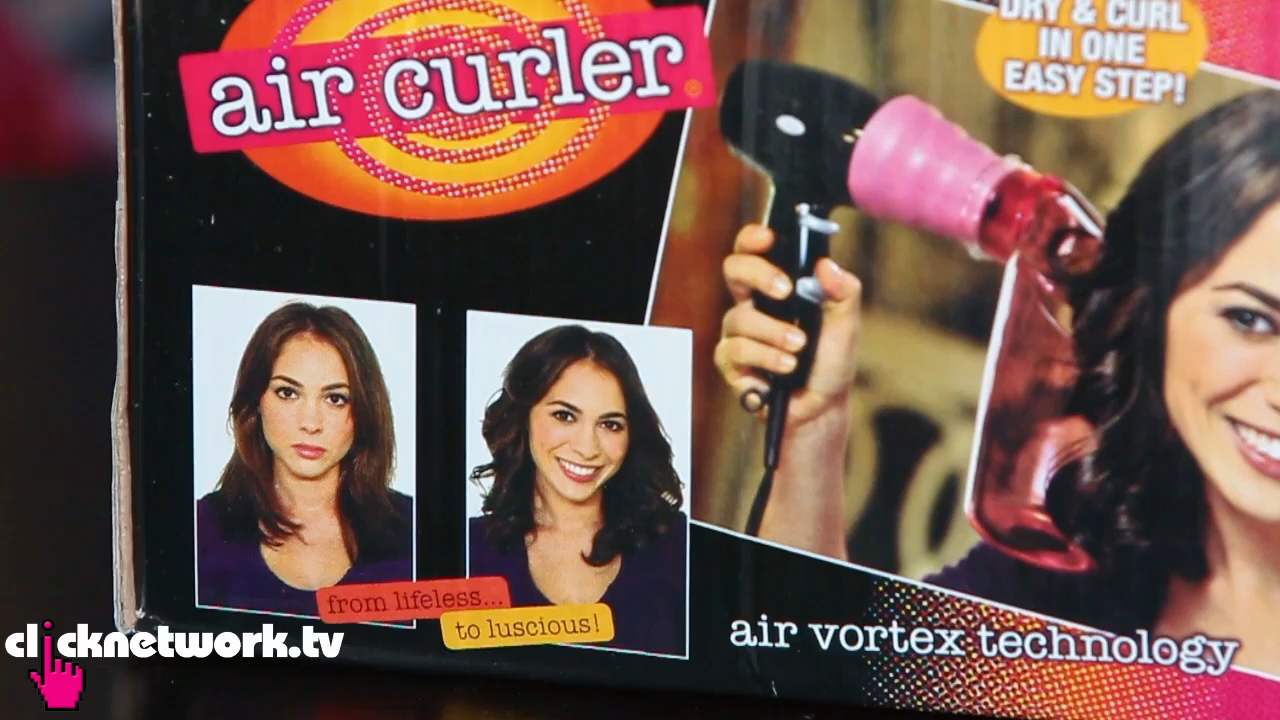 air curler
DRY & CURL
IN ONE
EASY STEP!
from lifeless...
to luscious!
air vortex technology
clicknetwork.tv